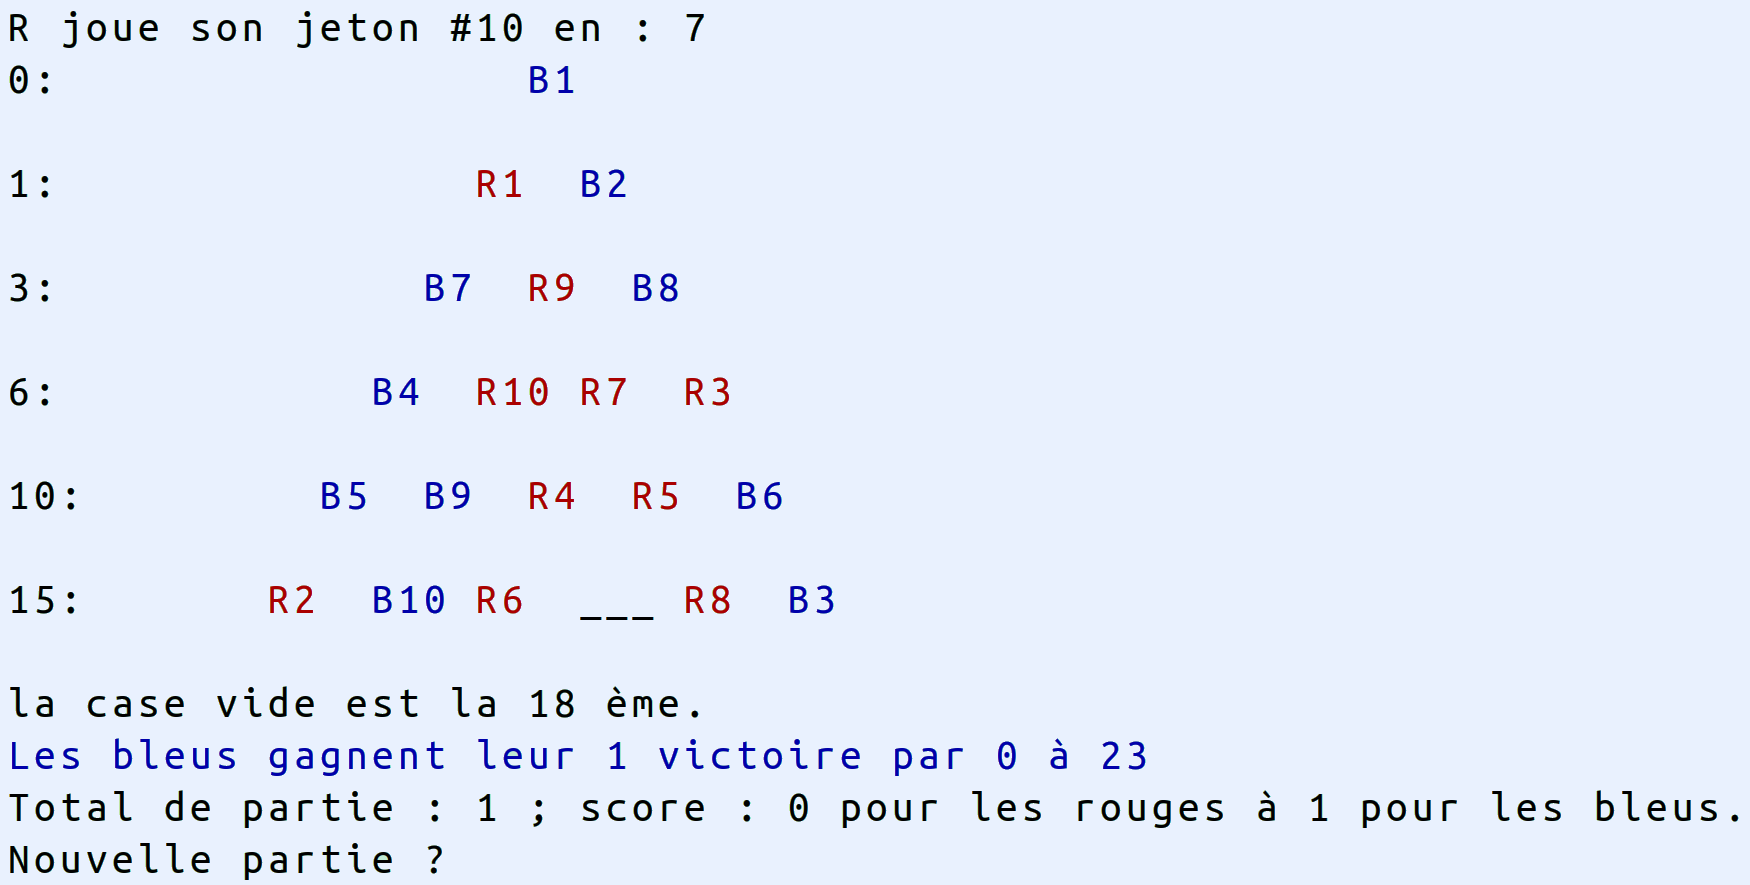 R joue son jeton #10 en : 7
0: B1
1: R1 B2
3: B7 R9 B8
6: B4 R10 R7 R3
10: B5 B9 R4 R5 B6
15: R2 B10 R6 ___ R8 B3
la case vide est la 18 ème.
Les bleus gagnent leur 1 victoire par 0 à 23
Total de partie : 1 ; score : 0 pour les rouges à 1 pour les bleus.
Nouvelle partie ?